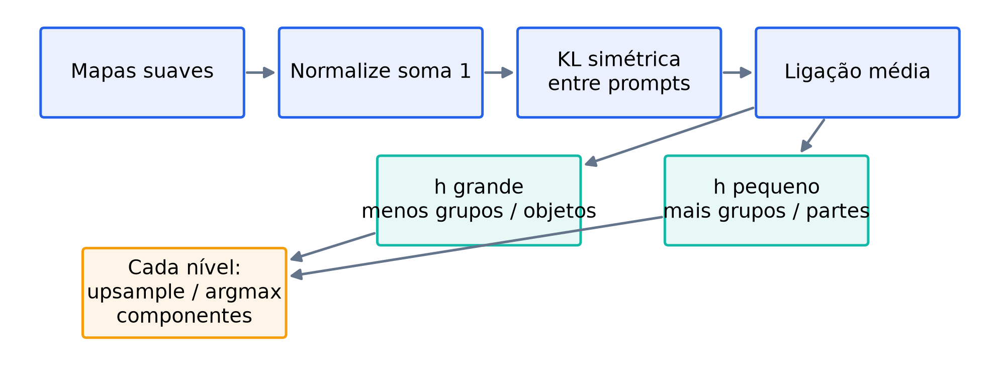 Mapas suaves
Normalize soma 1
KL simétrica
entre prompts
Ligação média
h grande
menos grupos / objetos
h pequeno
mais grupos / partes
Cada nível:
upsample / argmax
componentes